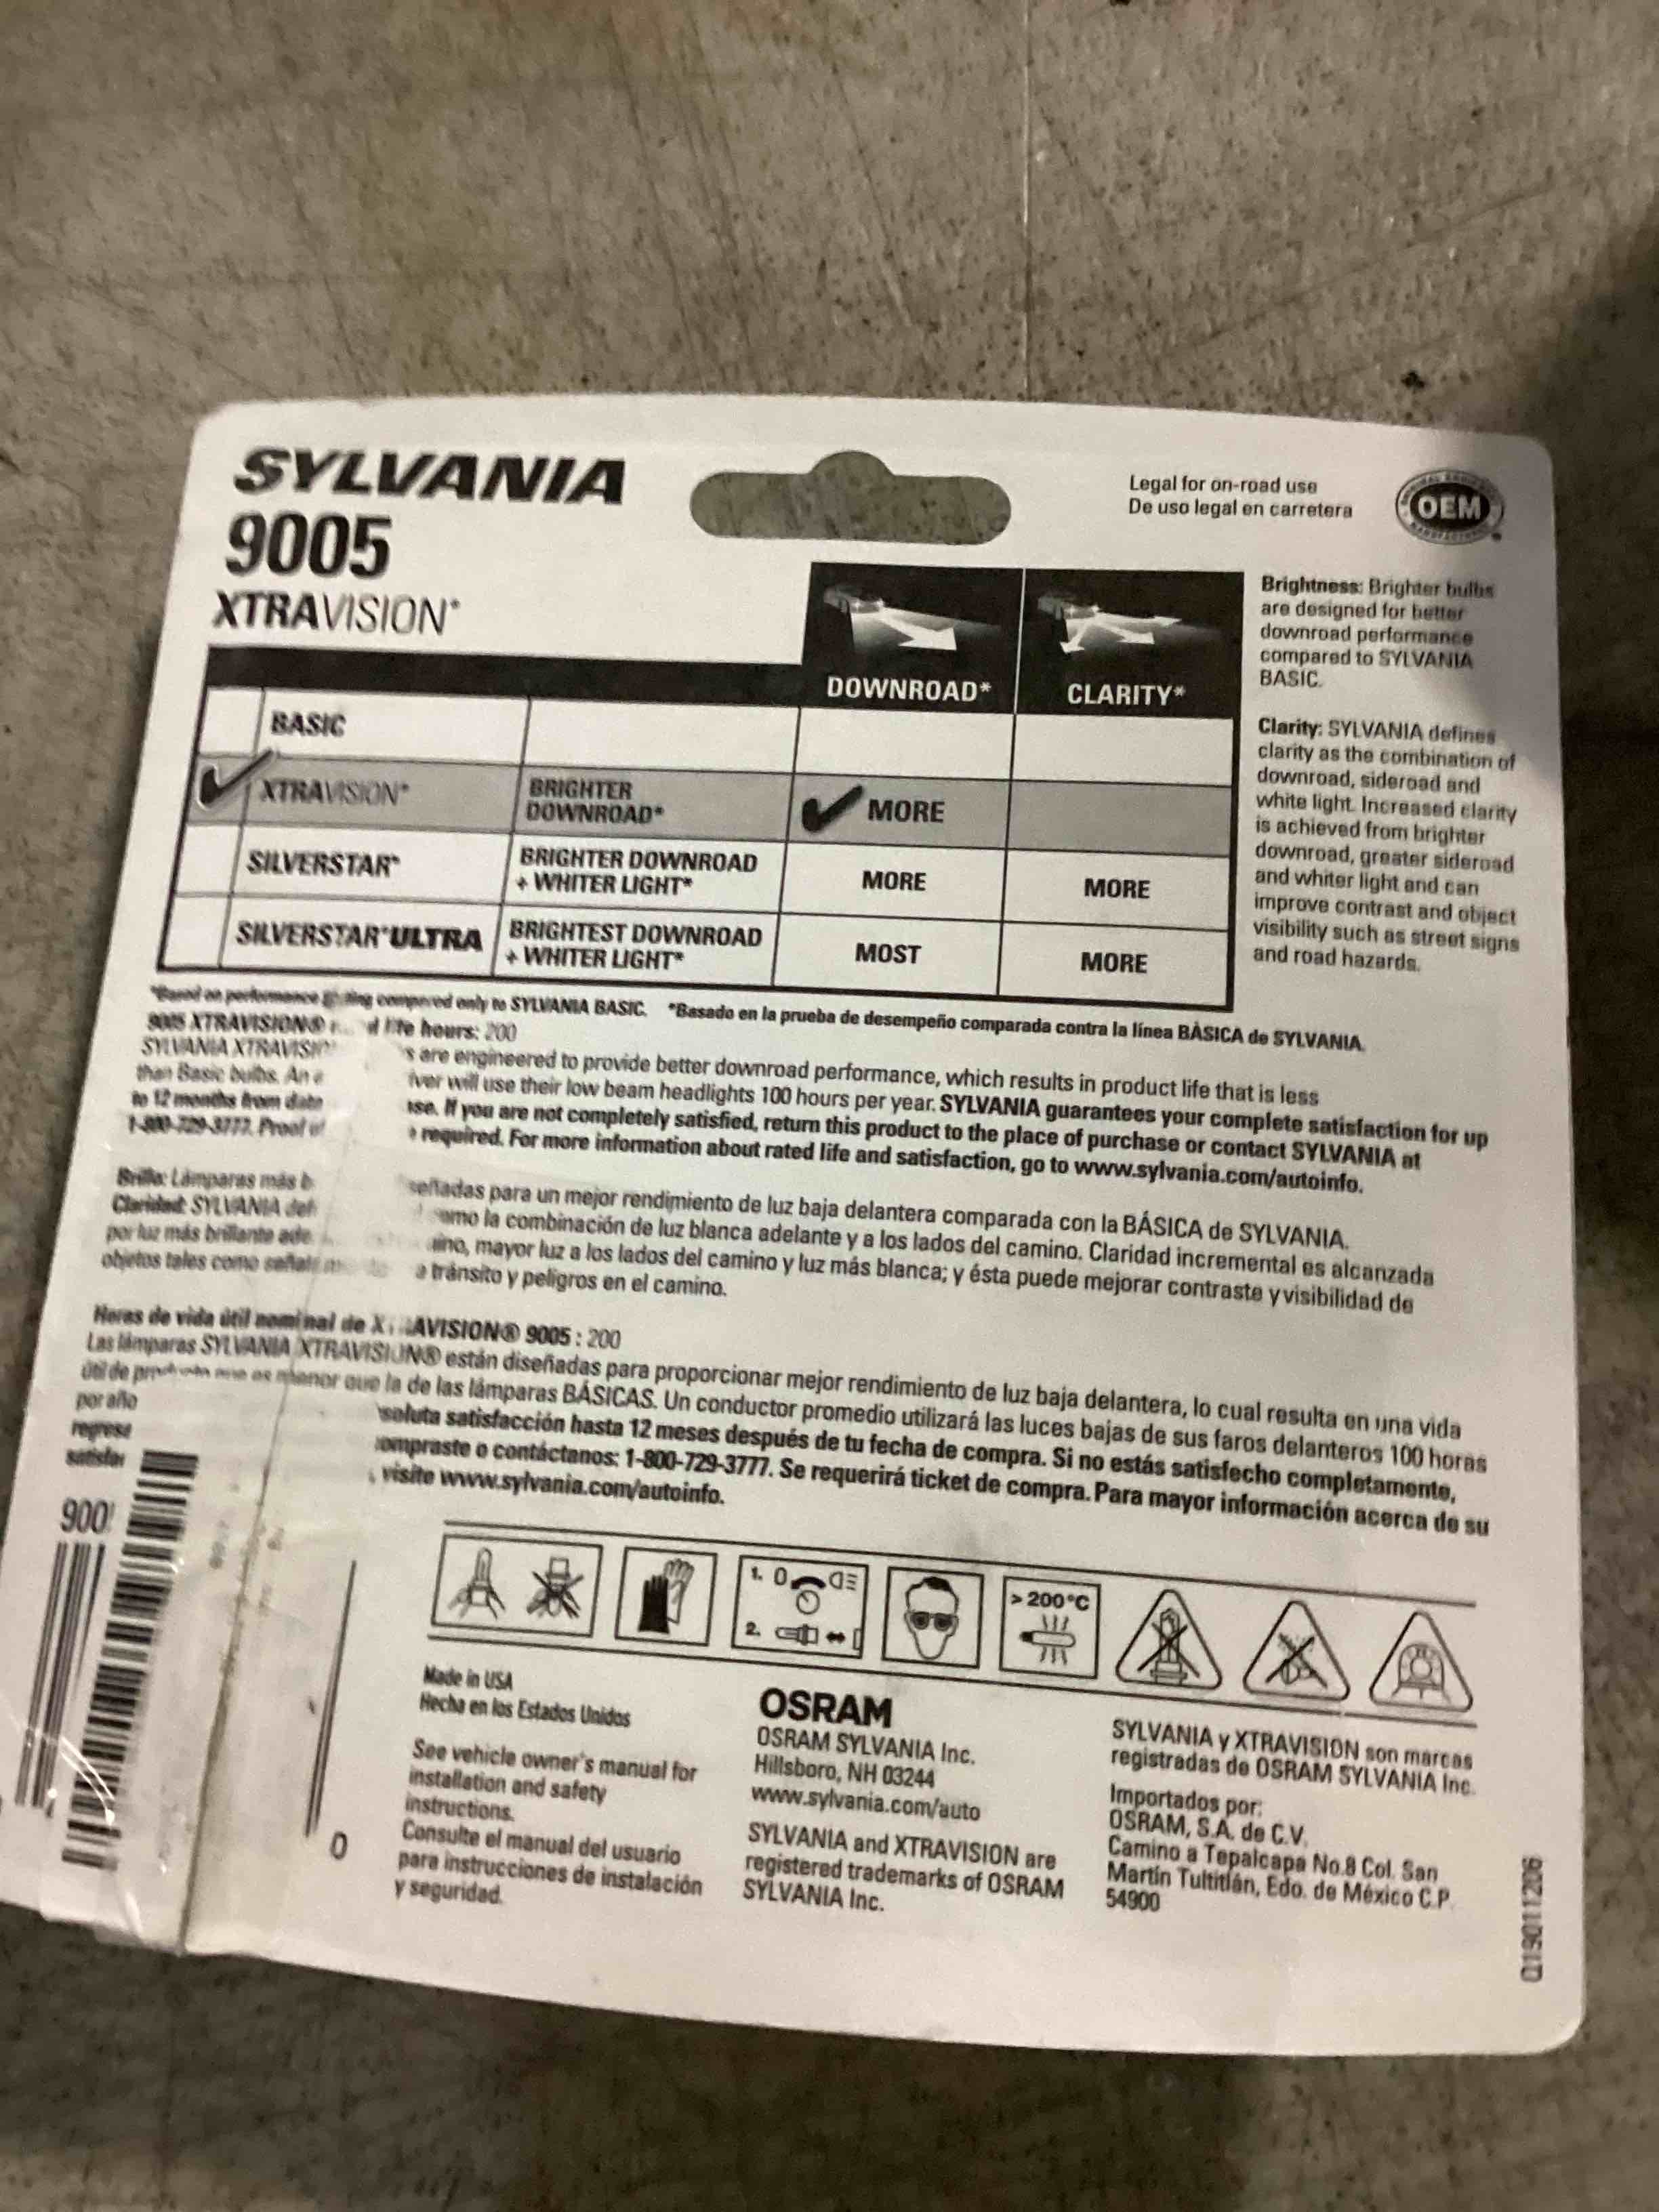 SYLVANIA
9005
XTRAVISION®
Legal for on-road use
De uso legal en carretera
OEM
DOWNROAD* CLARITY*
BASIC
XTRAVISION® BRIGHTER DOWNROAD* MORE
SILVERSTAR® BRIGHTER DOWNROAD + WHITER LIGHT* MORE MORE
SILVERSTAR® ULTRA BRIGHTEST DOWNROAD + WHITER LIGHT* MOST MORE
Brightness: Brighter bulbs
are designed for better
downroad performance
compared to SYLVANIA
BASIC.
Clarity: SYLVANIA defines
clarity as the combination of
downroad, sideroad and
white light. Increased clarity
is achieved from brighter
downroad, greater sideroad
and whiter light and can
improve contrast and object
visibility such as street signs
and road hazards.
*Based on performance compared only to SYLVANIA BASIC. *Basado en la prueba de desempeño comparada contra la línea BÁSICA de SYLVANIA.
9005 XTRAVISION® life hours: 200
SYLVANIA are engineered to provide better downroad performance, which results in product life that is less
than Basic bulbs. will use their low beam headlights 100 hours per year. SYLVANIA guarantees your complete satisfaction for up
to 12 months from date If you are not completely satisfied, return this product to the place of purchase or contact SYLVANIA at
1-800-729-3777. Proof required. For more information about rated life and satisfaction, go to www.sylvania.com/autoinfo.
Brillo: Lámparas más para un mejor rendimiento de luz baja delantera comparada con la BÁSICA de SYLVANIA.
Claridad: SYLVANIA la combinación de luz blanca adelante y a los lados del camino. Claridad incremental es alcanzada
por luz más brillante mayor luz a los lados del camino y luz más blanca; y ésta puede mejorar contraste y visibilidad de
objetos tales como tránsito y peligros en el camino.
Horas de vida útil nominal de 9005 : 200
Las lámparas SYLVANIA XTRAVISION® están diseñadas para proporcionar mejor rendimiento de luz baja delantera, lo cual resulta en una vida
útil de menor que la de las lámparas BÁSICAS. Un conductor promedio utilizará las luces bajas de sus faros delanteros 100 horas
por año satisfacción hasta 12 meses después de tu fecha de compra. Si no estás satisfecho completamente,
o contáctanos: 1-800-729-3777. Se requerirá ticket de compra. Para mayor información acerca de su
visite www.sylvania.com/autoinfo.
900
1. 0
2.
> 200°C
0
Made in USA
Hecha en los Estados Unidos
See vehicle owner's manual for
installation and safety
instructions.
Consulte el manual del usuario
para instrucciones de instalación
y seguridad.
OSRAM
OSRAM SYLVANIA Inc.
Hillsboro, NH 03244
www.sylvania.com/auto
SYLVANIA and XTRAVISION are
registered trademarks of OSRAM
SYLVANIA Inc.
SYLVANIA y XTRAVISION son marcas
registradas de OSRAM SYLVANIA Inc.
Importados por:
OSRAM, S.A. de C.V.
Camino a Tepalcapa No.8 Col. San
Martín Tultitlán, Edo. de México C.P.
54900
Q119011206